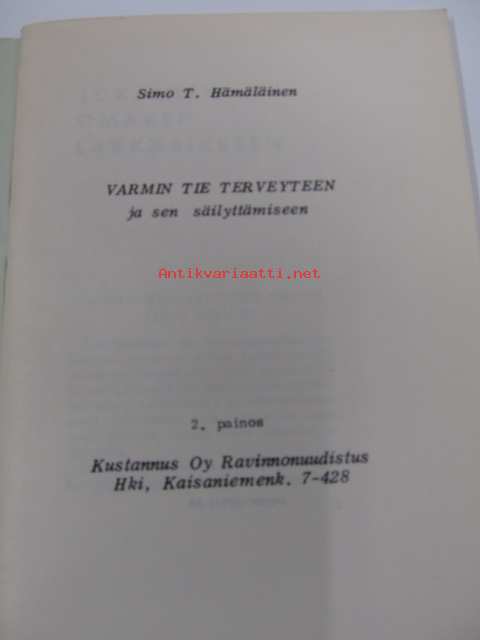 Simo T. Hämäläinen
VARMIN TIE TERVEYTEEN
ja sen säilyttämiseen
Antikvariaatti.net
2. painos
Kustannus Oy Ravinnonuudistus
Hki, Kaisaniemenk. 7-428